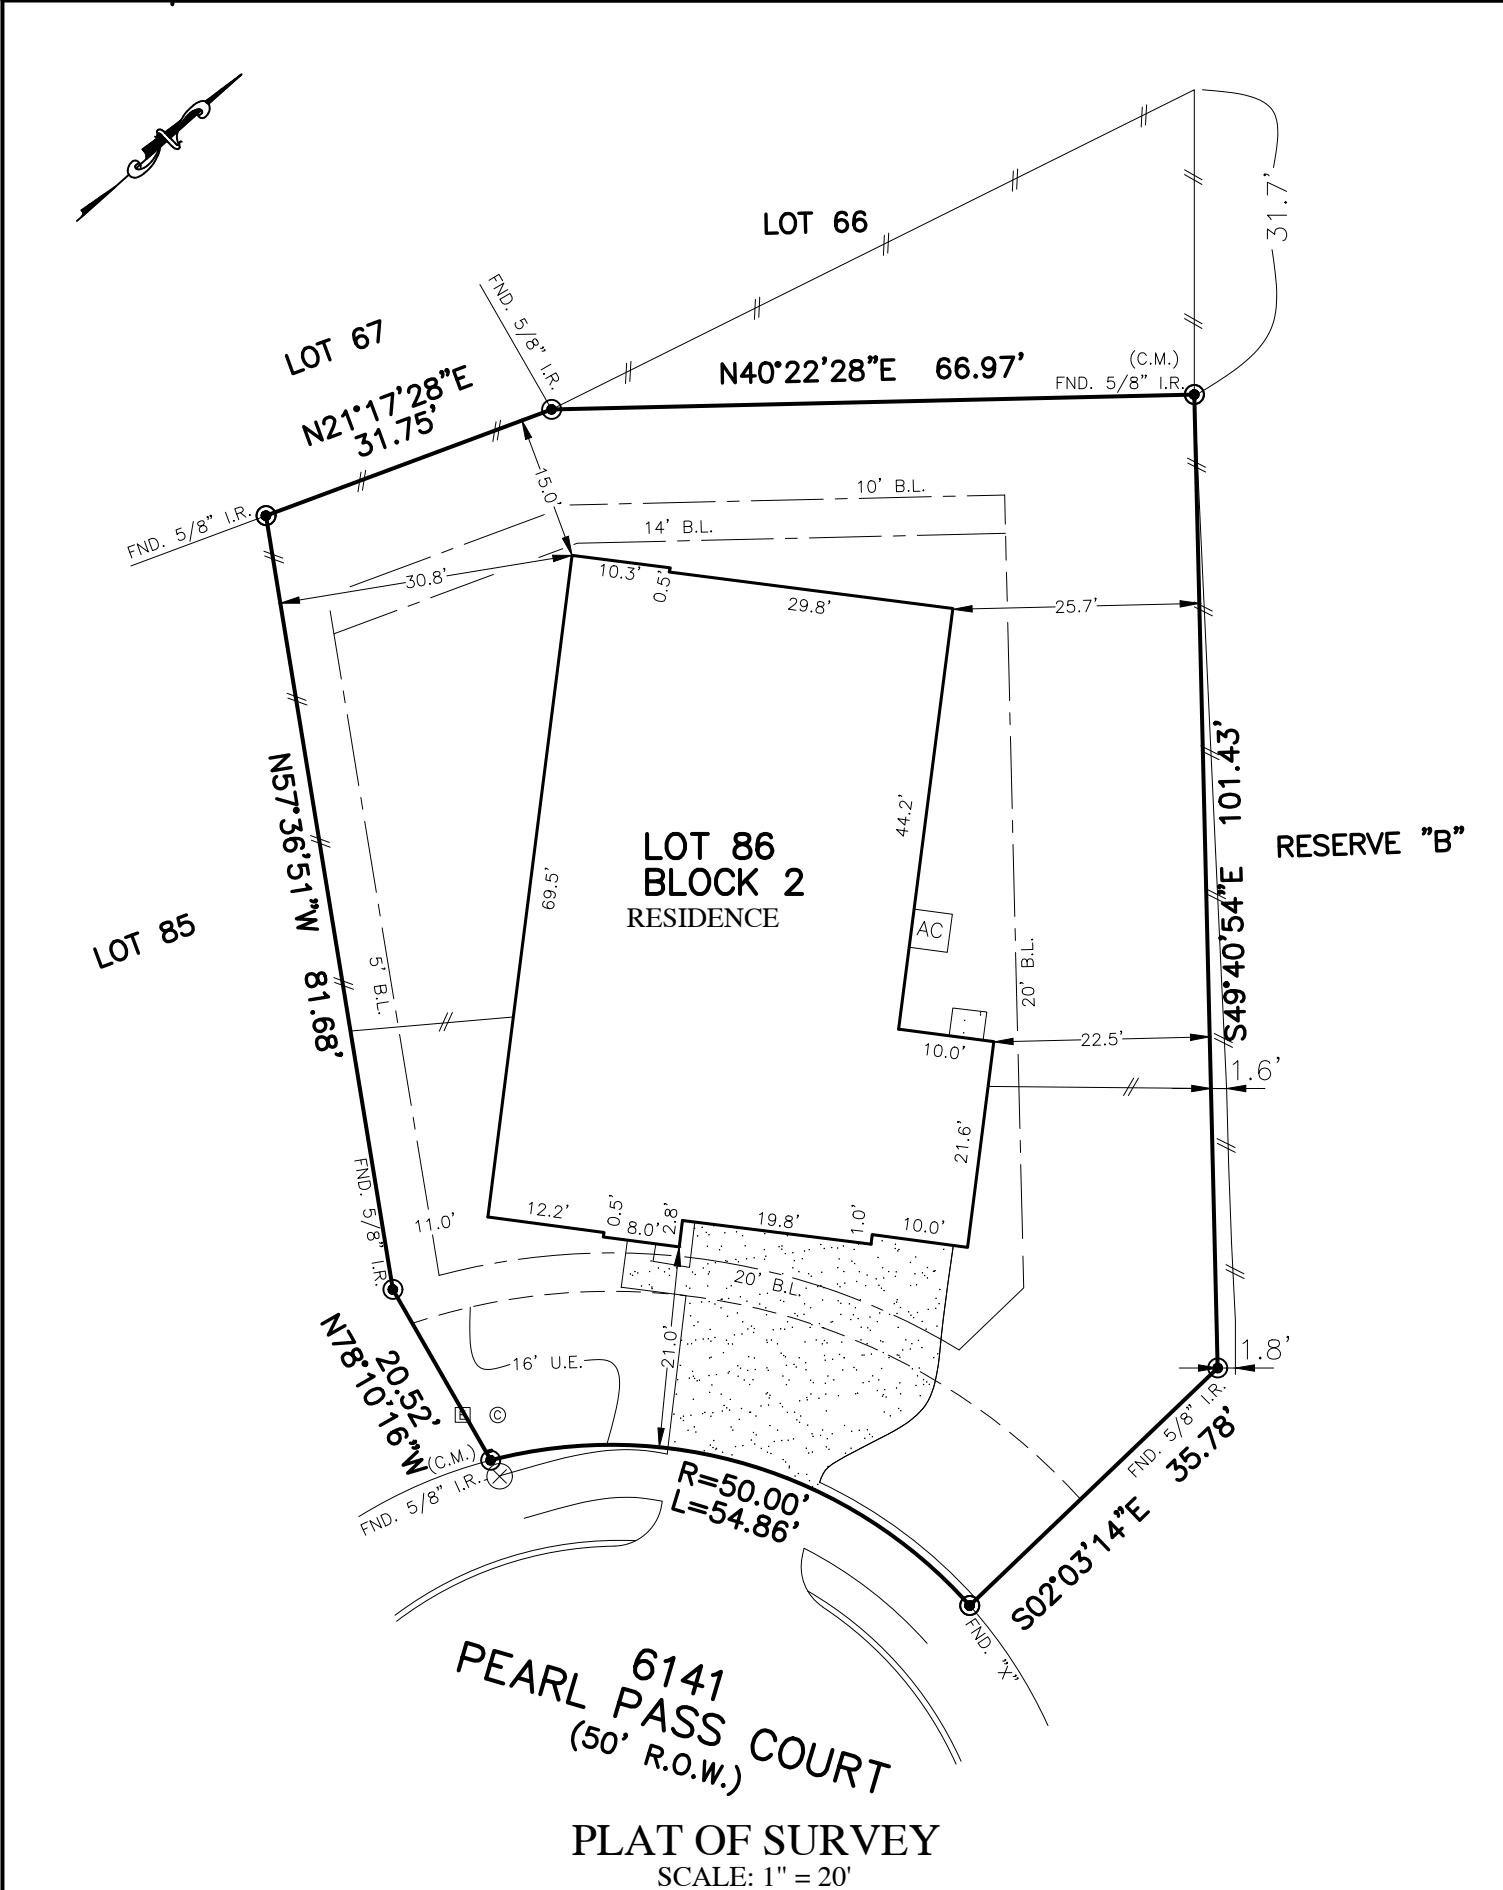 LOT 66
31.7'
FND. 5/8" I.R.
LOT 67
N21°17'28"E
31.75'
N40°22'28"E 66.97'
(C.M.)
FND. 5/8" I.R.
FND. 5/8" I.R.
15.0'
10' B.L.
14' B.L.
30.8'
10.3'
0.5'
29.8'
25.7'
N57°36'51"W 81.68'
S49°40'54"E 101.43'
44.2'
LOT 86
BLOCK 2
RESIDENCE
RESERVE "B"
69.5'
LOT 85
AC
5' B.L.
20' B.L.
10.0'
22.5'
1.6'
21.6'
FND. 5/8" I.R.
11.0'
12.2'
0.5'
8.0'
2.8'
19.8'
1.0'
10.0'
20' B.L.
21.0'
16' U.E.
N78°10'16"W
20.52'
E
C
1.8'
FND. 5/8" I.R.
S02°03'14"E 35.78'
(C.M.)
FND. 5/8" I.R.
R=50.00'
L=54.86'
FND. "X"
6141
PEARL PASS COURT
(50' R.O.W.)
PLAT OF SURVEY
SCALE: 1" = 20'